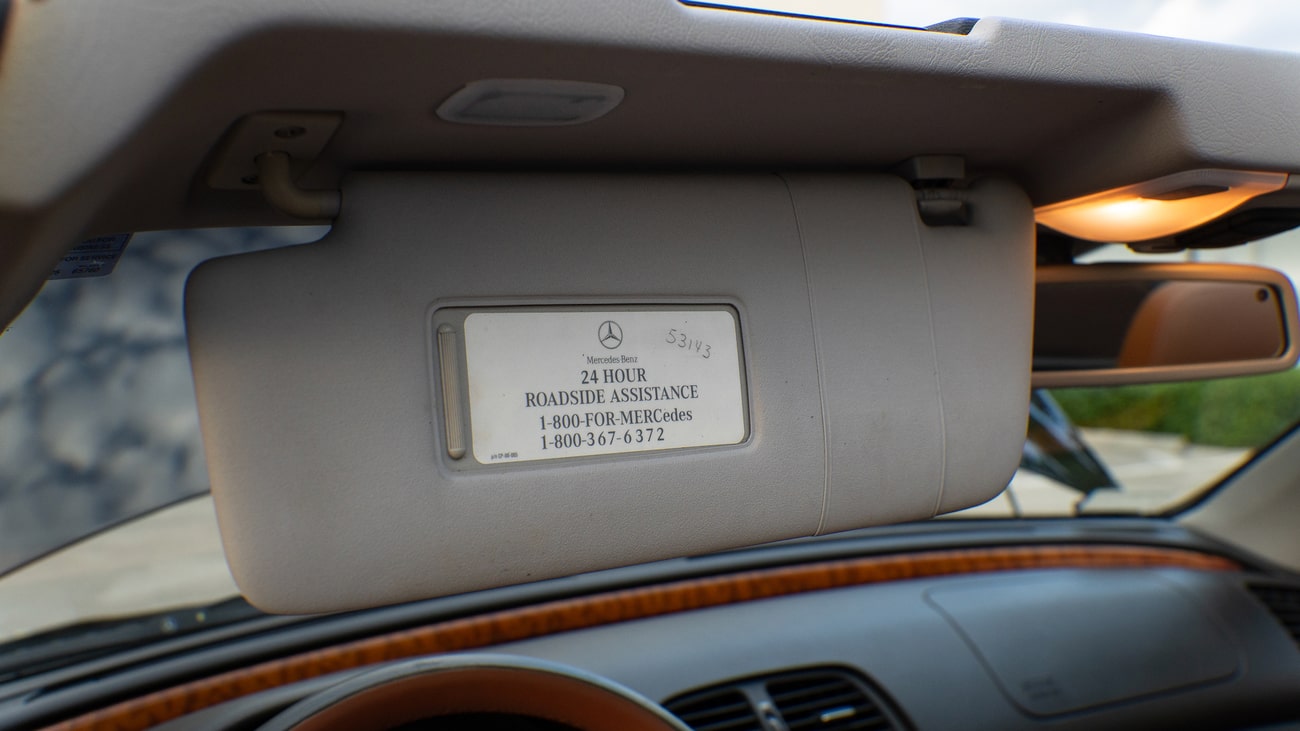 53143
Mercedes-Benz
24 HOUR
ROADSIDE ASSISTANCE
1-800-FOR-MERCedes
1-800-367-6372